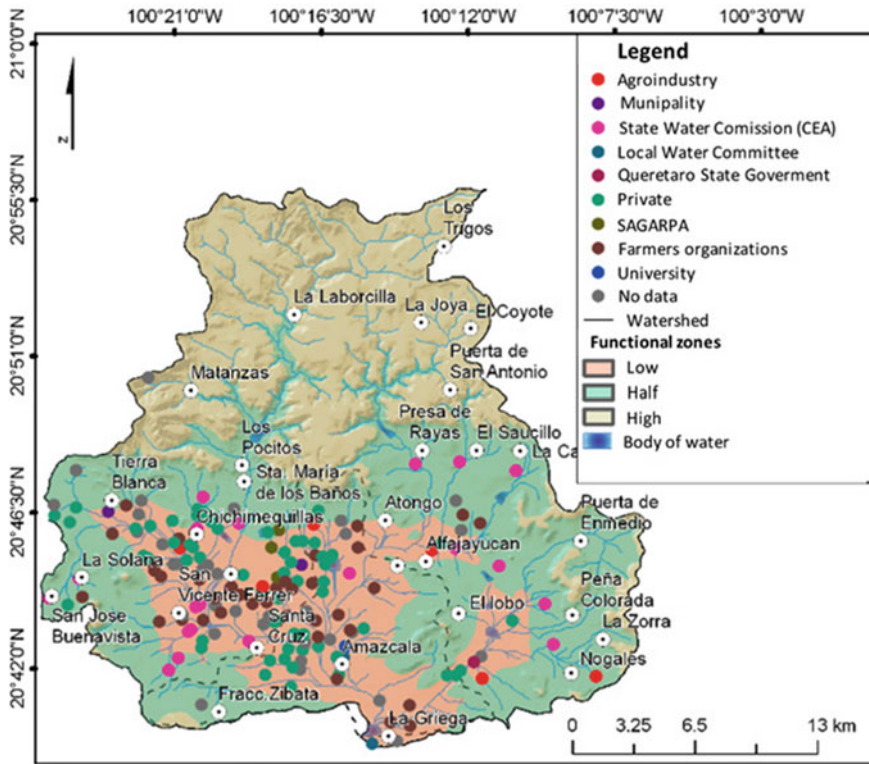 100°21'0"W
100°16'30"W
100°12'0"W
100°7'30"W
100°3'0"W
21°0'0"N
20°55'30"N
20°51'0"N
20°46'30"N
20°42'0"N
z
Legend
Agroindustry
Munipality
State Water Comission (CEA)
Local Water Committee
Queretaro State Goverment
Private
SAGARPA
Farmers organizations
University
No data
Watershed
Functional zones
Low
Half
High
Body of water
Los
Trigos
La Laborcilla
La Joya
El Coyote
Puerta de
San Antonio
Matanzas
Presa de
Rayas
El Saucillo
La Ca
Los
Pocitos
Tierra
Blanca
Sta. María
de los Baños
Atongo
Puerta de
Enmedio
Chichimequillas
Alfajayucan
La Solana
San
Vicente Ferrer
Peña
Colorada
El lobo
La Zorra
San Jose
Buenavista
Santa
Cruz
Amazcala
Nogales
Fracc.Zibata
La Griega
0 3.25 6.5 13 km